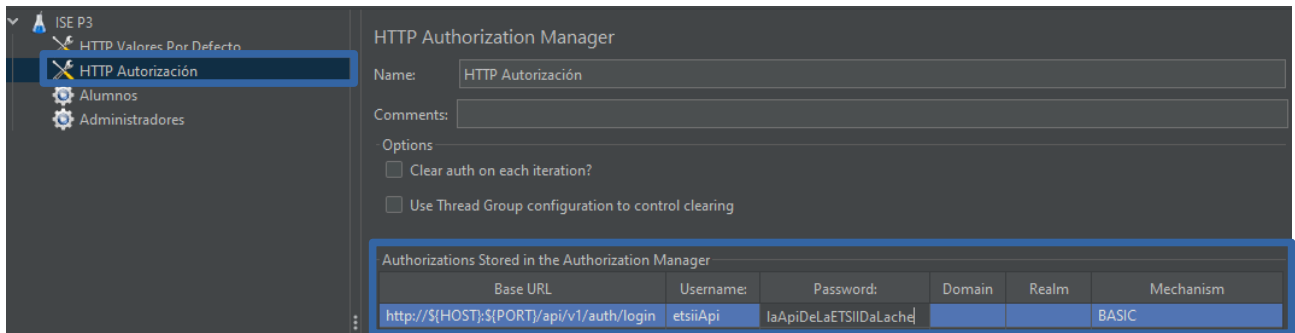 ISE P3
HTTP Valores Por Defecto
HTTP Autorización
Alumnos
Administradores
HTTP Authorization Manager
Name: HTTP Autorización
Comments:
Options
Clear auth on each iteration?
Use Thread Group configuration to control clearing
Authorizations Stored in the Authorization Manager
Base URL Username: Password: Domain Realm Mechanism
http://${HOST}:${PORT}/api/v1/auth/login etsiiApi laApiDeLaETSIIDaLache BASIC